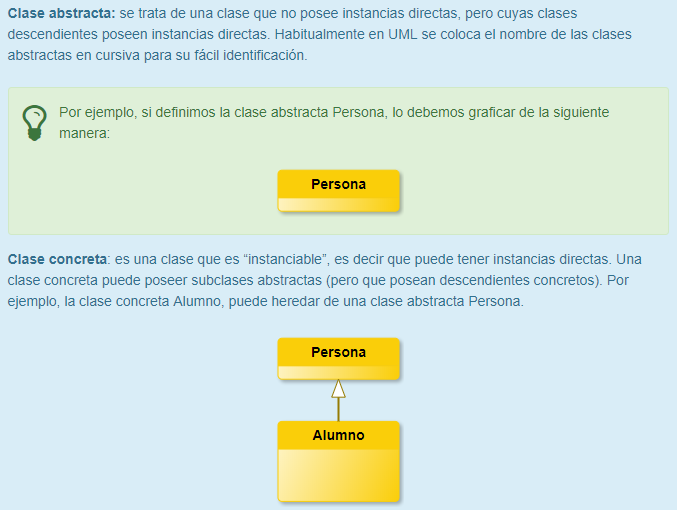 Clase abstracta: se trata de una clase que no posee instancias directas, pero cuyas clases
descendientes poseen instancias directas. Habitualmente en UML se coloca el nombre de las clases
abstractas en cursiva para su fácil identificación.
Por ejemplo, si definimos la clase abstracta Persona, lo debemos graficar de la siguiente
manera:
Persona
Clase concreta: es una clase que es “instanciable”, es decir que puede tener instancias directas. Una
clase concreta puede poseer subclases abstractas (pero que posean descendientes concretos). Por
ejemplo, la clase concreta Alumno, puede heredar de una clase abstracta Persona.
Persona
Alumno